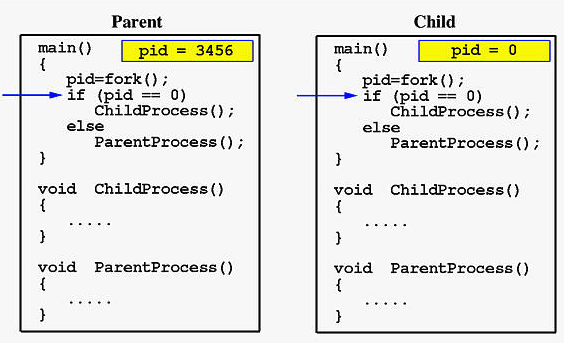 Parent
main() pid = 3456
{
pid=fork();
if (pid == 0)
ChildProcess();
else
ParentProcess();
}
void ChildProcess()
{
.....
}
void ParentProcess()
{
.....
}
Child
main() pid = 0
{
pid=fork();
if (pid == 0)
ChildProcess();
else
ParentProcess();
}
void ChildProcess()
{
.....
}
void ParentProcess()
{
.....
}